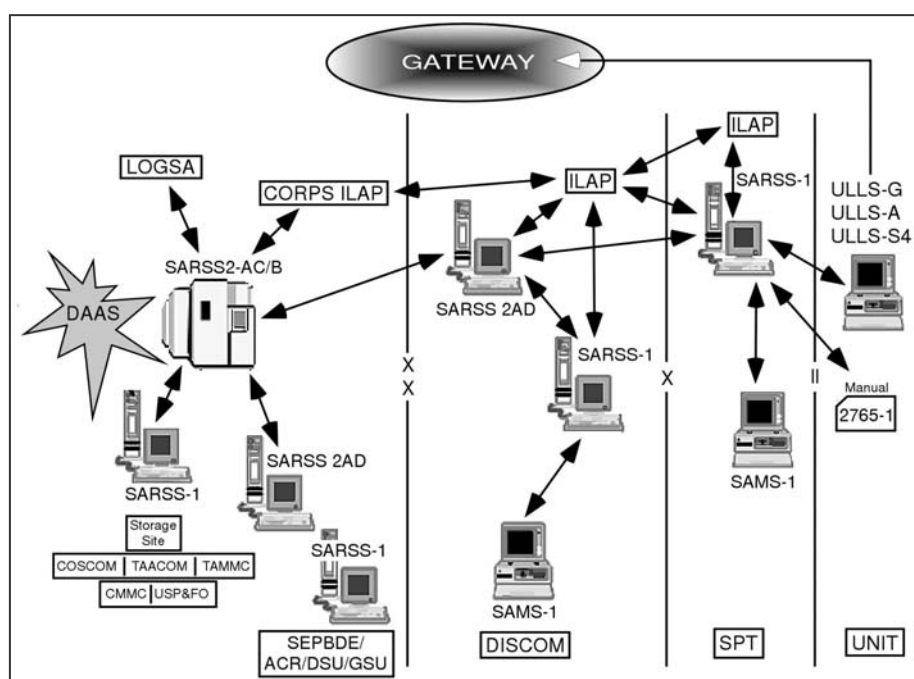 GATEWAY
LOGSA
CORPS ILAP
ILAP
ILAP
SARSS-1
ULLS-G
ULLS-A
ULLS-S4
SARSS2-AC/B
DAAS
SARSS 2AD
SARSS-1
X
X
X
II
Manual
2765-1
SARSS-1
SARSS 2AD
SAMS-1
Storage
Site
COSCOM TAACOM TAMMC
CMMC USP&FO
SARSS-1
SAMS-1
SEPBDE/
ACR/DSU/GSU
DISCOM
SPT
UNIT